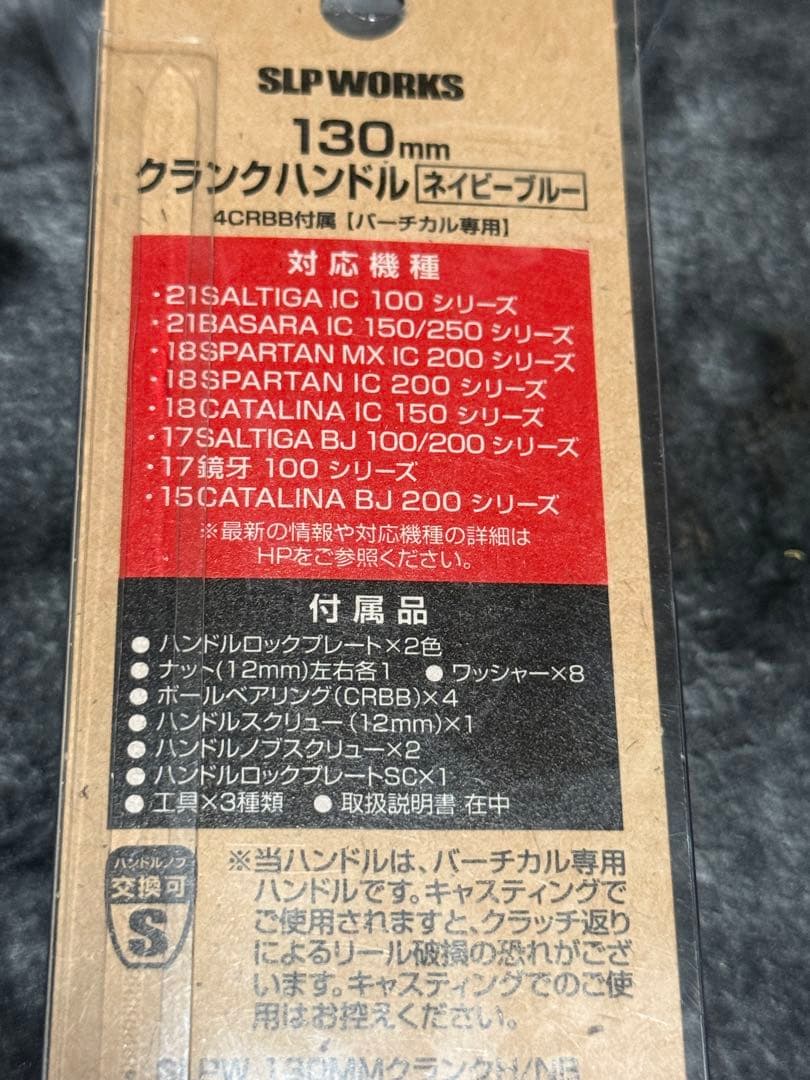 SLP WORKS
130mm
クランクハンドル ネイビーブルー
4CRBB付属【バーチカル専用】
対応機種
・21SALTIGA IC 100 シリーズ
・21BASARA IC 150/250 シリーズ
・18SPARTAN MX IC 200 シリーズ
・18SPARTAN IC 200 シリーズ
・18CATALINA IC 150 シリーズ
・17SALTIGA BJ 100/200 シリーズ
・17鏡牙 100 シリーズ
・15CATALINA BJ 200 シリーズ
※最新の情報や対応機種の詳細は
HPをご参照ください。
付属品
● ハンドルロックプレート×2色
● ナット(12mm)左右各1 ● ワッシャー×8
● ボールベアリング(CRBB)×4
● ハンドルスクリュー(12mm)×1
● ハンドルノブスクリュー×2
● ハンドルロックプレートSC×1
● 工具×3種類 ● 取扱説明書 在中
ハンドルノブ
交換可
S
※当ハンドルは、バーチカル専用
ハンドルです。キャスティングで
ご使用されますと、クラッチ返り
によるリール破損の恐れがござ
います。キャスティングでのご使
用はお控えください。
SLPW 130MMクランクH/NB